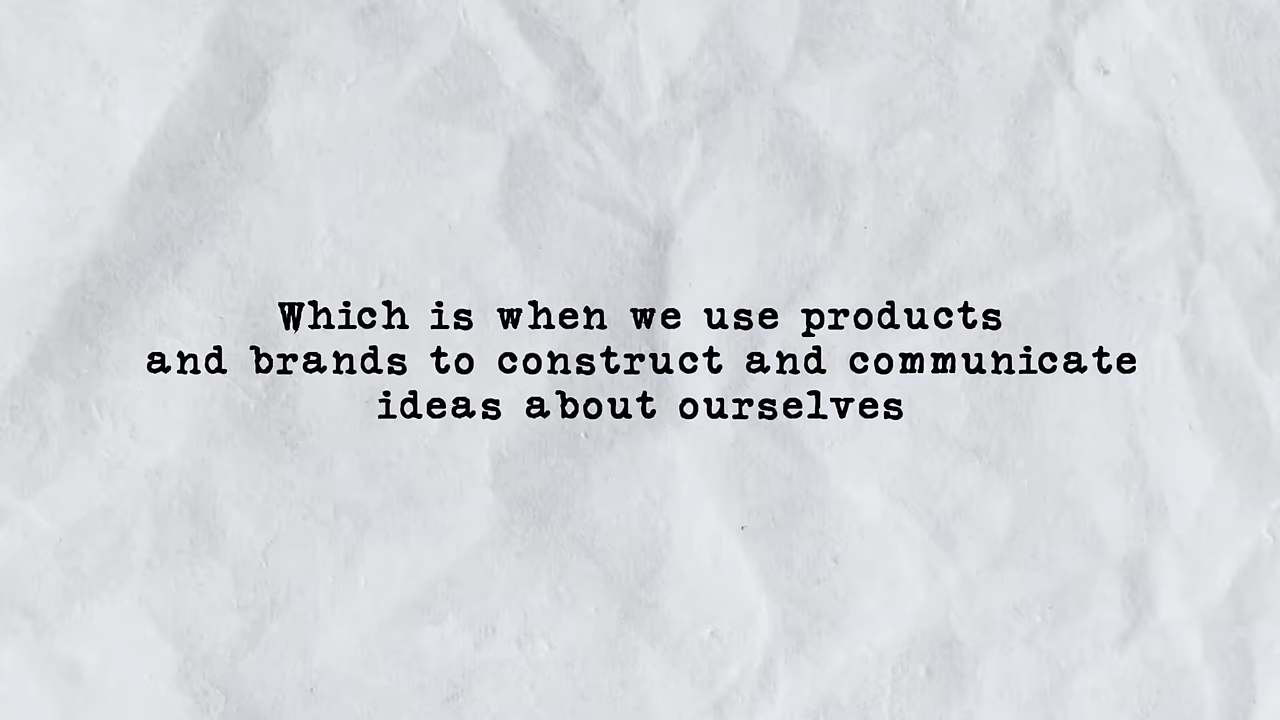 Which is when we use products
and brands to construct and communicate
ideas about ourselves